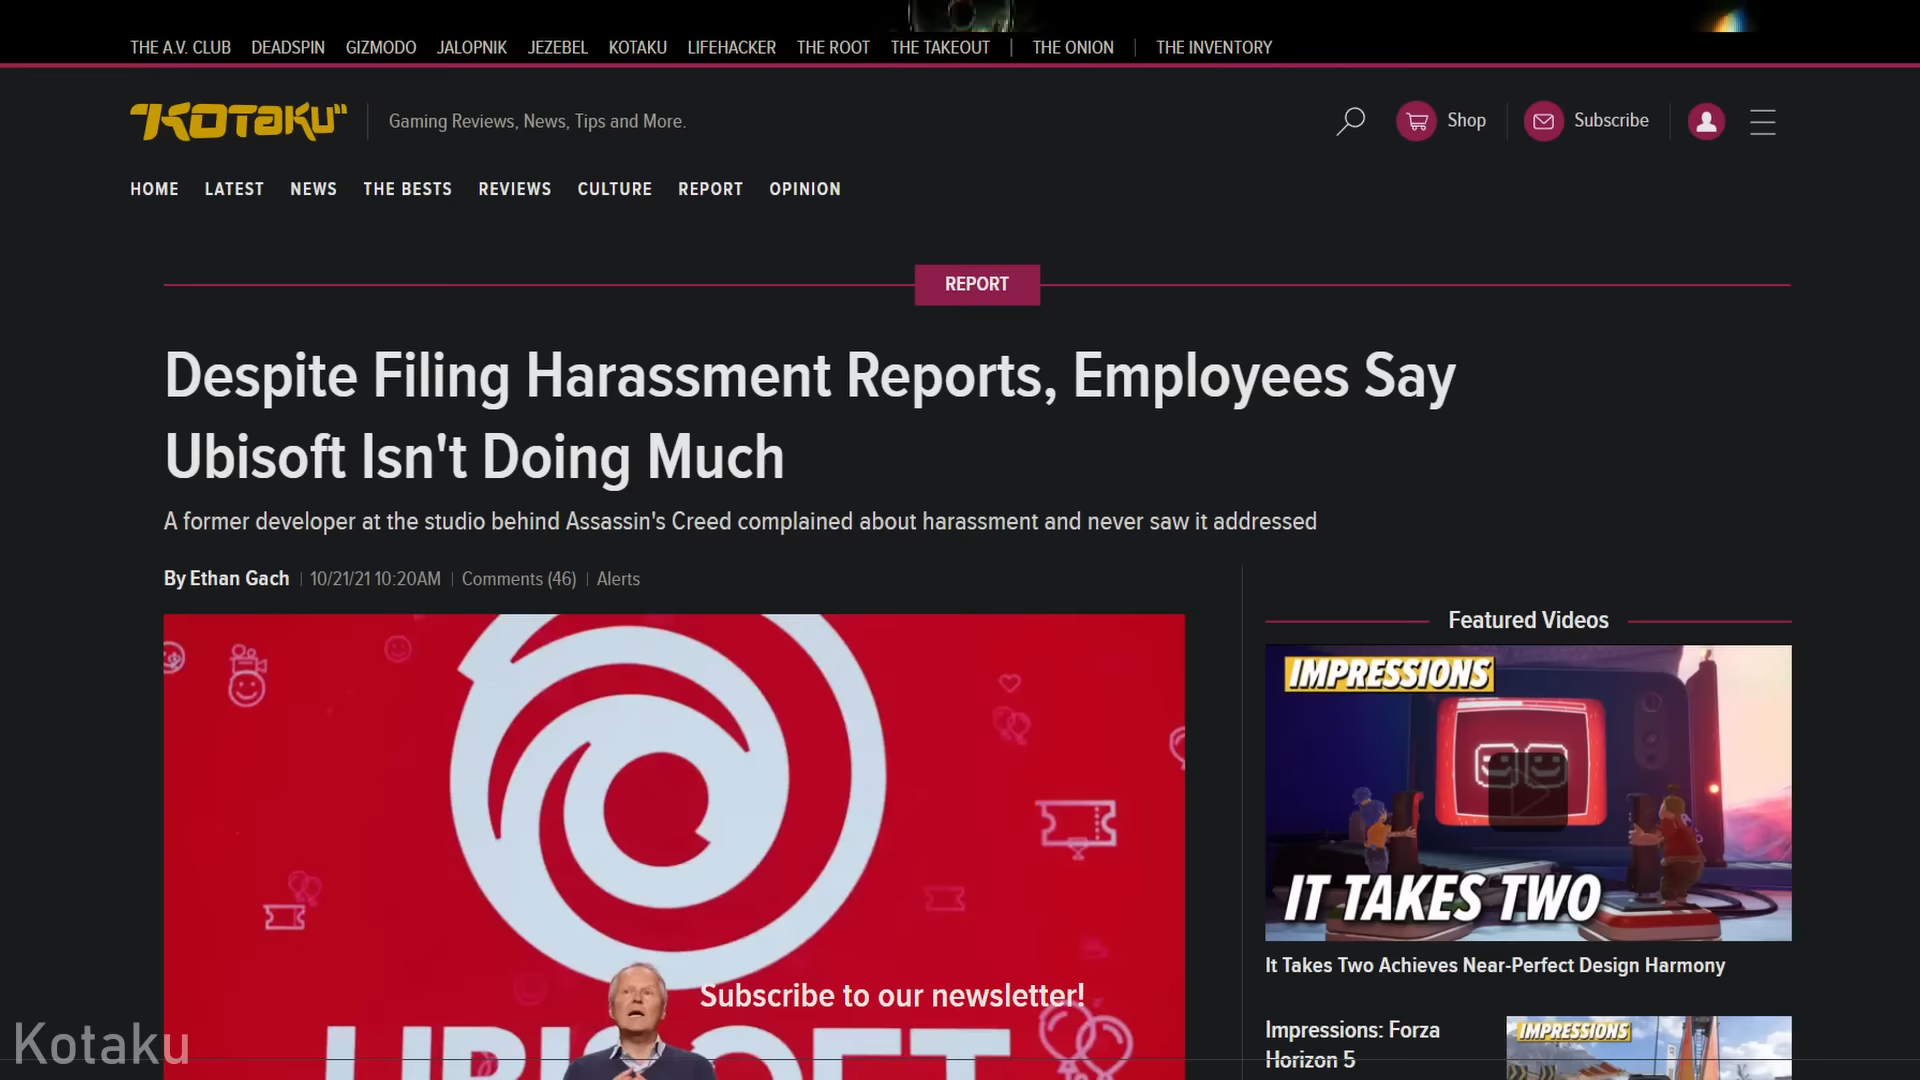 THE A.V. CLUB DEADSPIN GIZMODO JALOPNIK JEZEBEL KOTAKU LIFEHACKER THE ROOT THE TAKEOUT THE ONION THE INVENTORY
KOTAKU Gaming Reviews, News, Tips and More. Shop Subscribe
HOME LATEST NEWS THE BESTS REVIEWS CULTURE REPORT OPINION
REPORT
Despite Filing Harassment Reports, Employees Say
Ubisoft Isn't Doing Much
A former developer at the studio behind Assassin's Creed complained about harassment and never saw it addressed
By Ethan Gach 10/21/21 10:20AM Comments (46) Alerts
Subscribe to our newsletter!
UBISOFT
Featured Videos
IMPRESSIONS
IT TAKES TWO
It Takes Two Achieves Near-Perfect Design Harmony
Impressions: Forza
Horizon 5
IMPRESSIONS
Kotaku